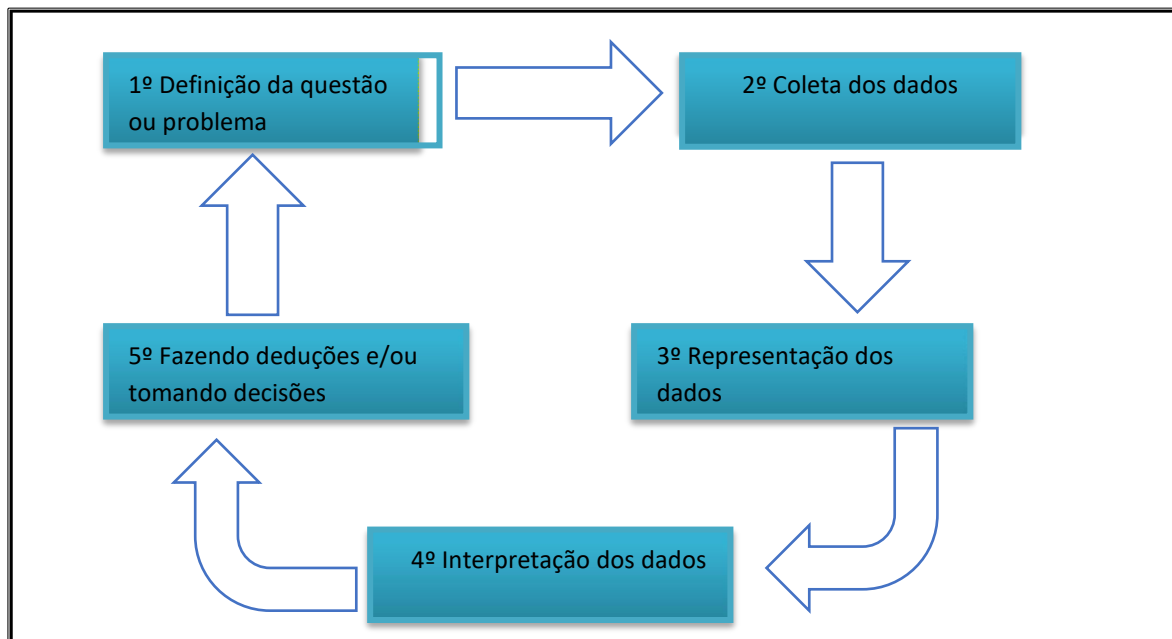 1º Definição da questão
ou problema
2º Coleta dos dados
3º Representação dos
dados
4º Interpretação dos dados
5º Fazendo deduções e/ou
tomando decisões